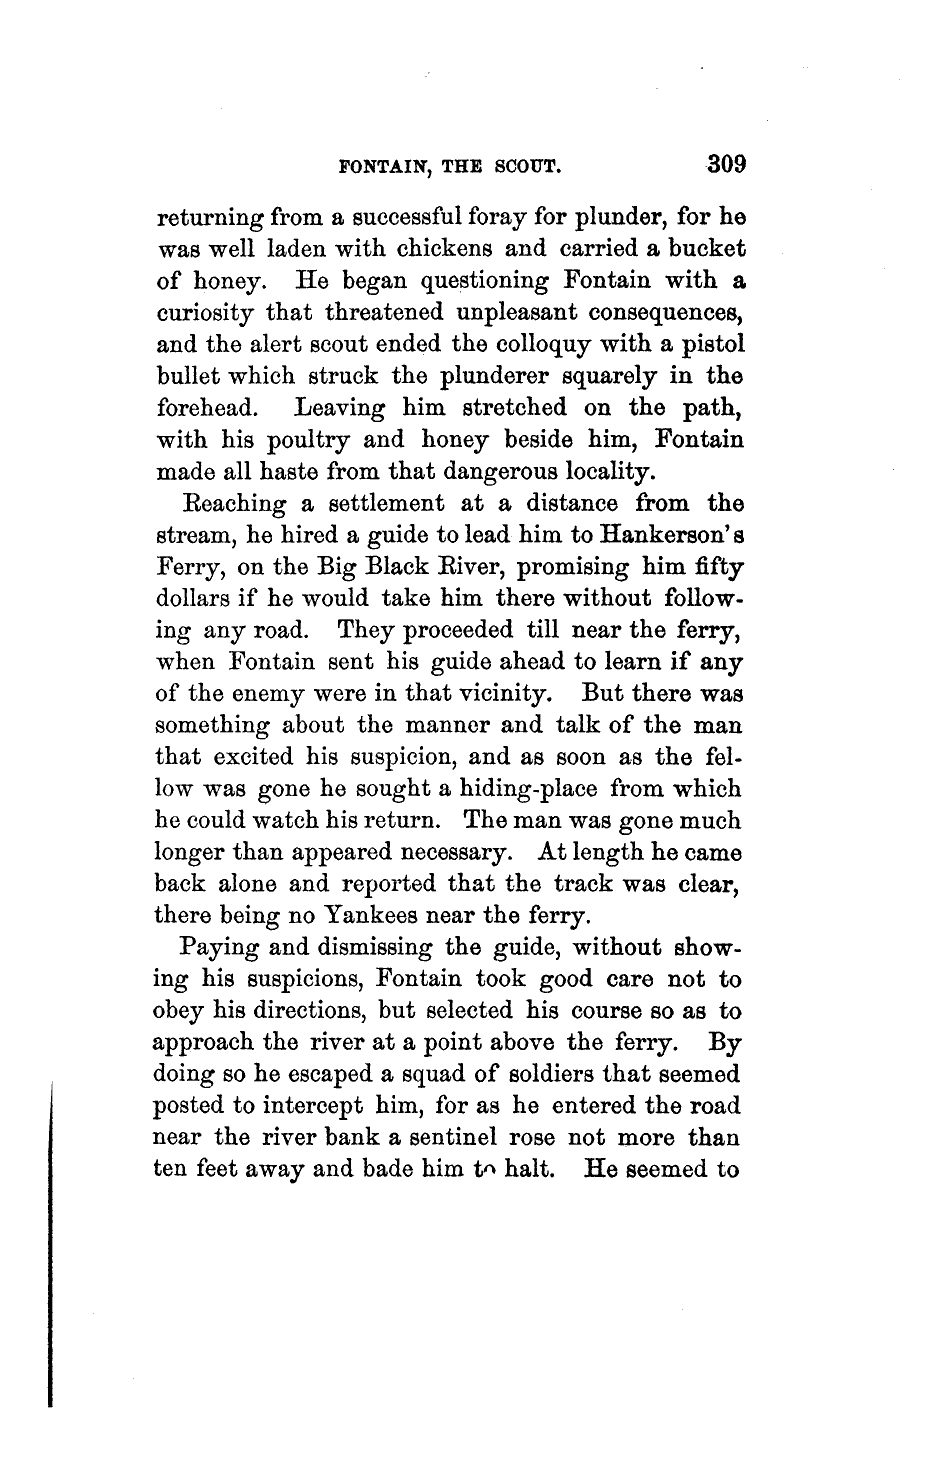 FONTAIN, THE SCOUT. 309
returning from a successful foray for plunder, for he
was well laden with chickens and carried a bucket
of honey. He began questioning Fontain with a
curiosity that threatened unpleasant consequences,
and the alert scout ended the colloquy with a pistol
bullet which struck the plunderer squarely in the
forehead. Leaving him stretched on the path,
with his poultry and honey beside him, Fontain
made all haste from that dangerous locality.
Reaching a settlement at a distance from the
stream, he hired a guide to lead him to Hankerson's
Ferry, on the Big Black River, promising him fifty
dollars if he would take him there without follow-
ing any road. They proceeded till near the ferry,
when Fontain sent his guide ahead to learn if any
of the enemy were in that vicinity. But there was
something about the manner and talk of the man
that excited his suspicion, and as soon as the fel-
low was gone he sought a hiding-place from which
he could watch his return. The man was gone much
longer than appeared necessary. At length he came
back alone and reported that the track was clear,
there being no Yankees near the ferry.
Paying and dismissing the guide, without show-
ing his suspicions, Fontain took good care not to
obey his directions, but selected his course so as to
approach the river at a point above the ferry. By
doing so he escaped a squad of soldiers that seemed
posted to intercept him, for as he entered the road
near the river bank a sentinel rose not more than
ten feet away and bade him to halt. He seemed to